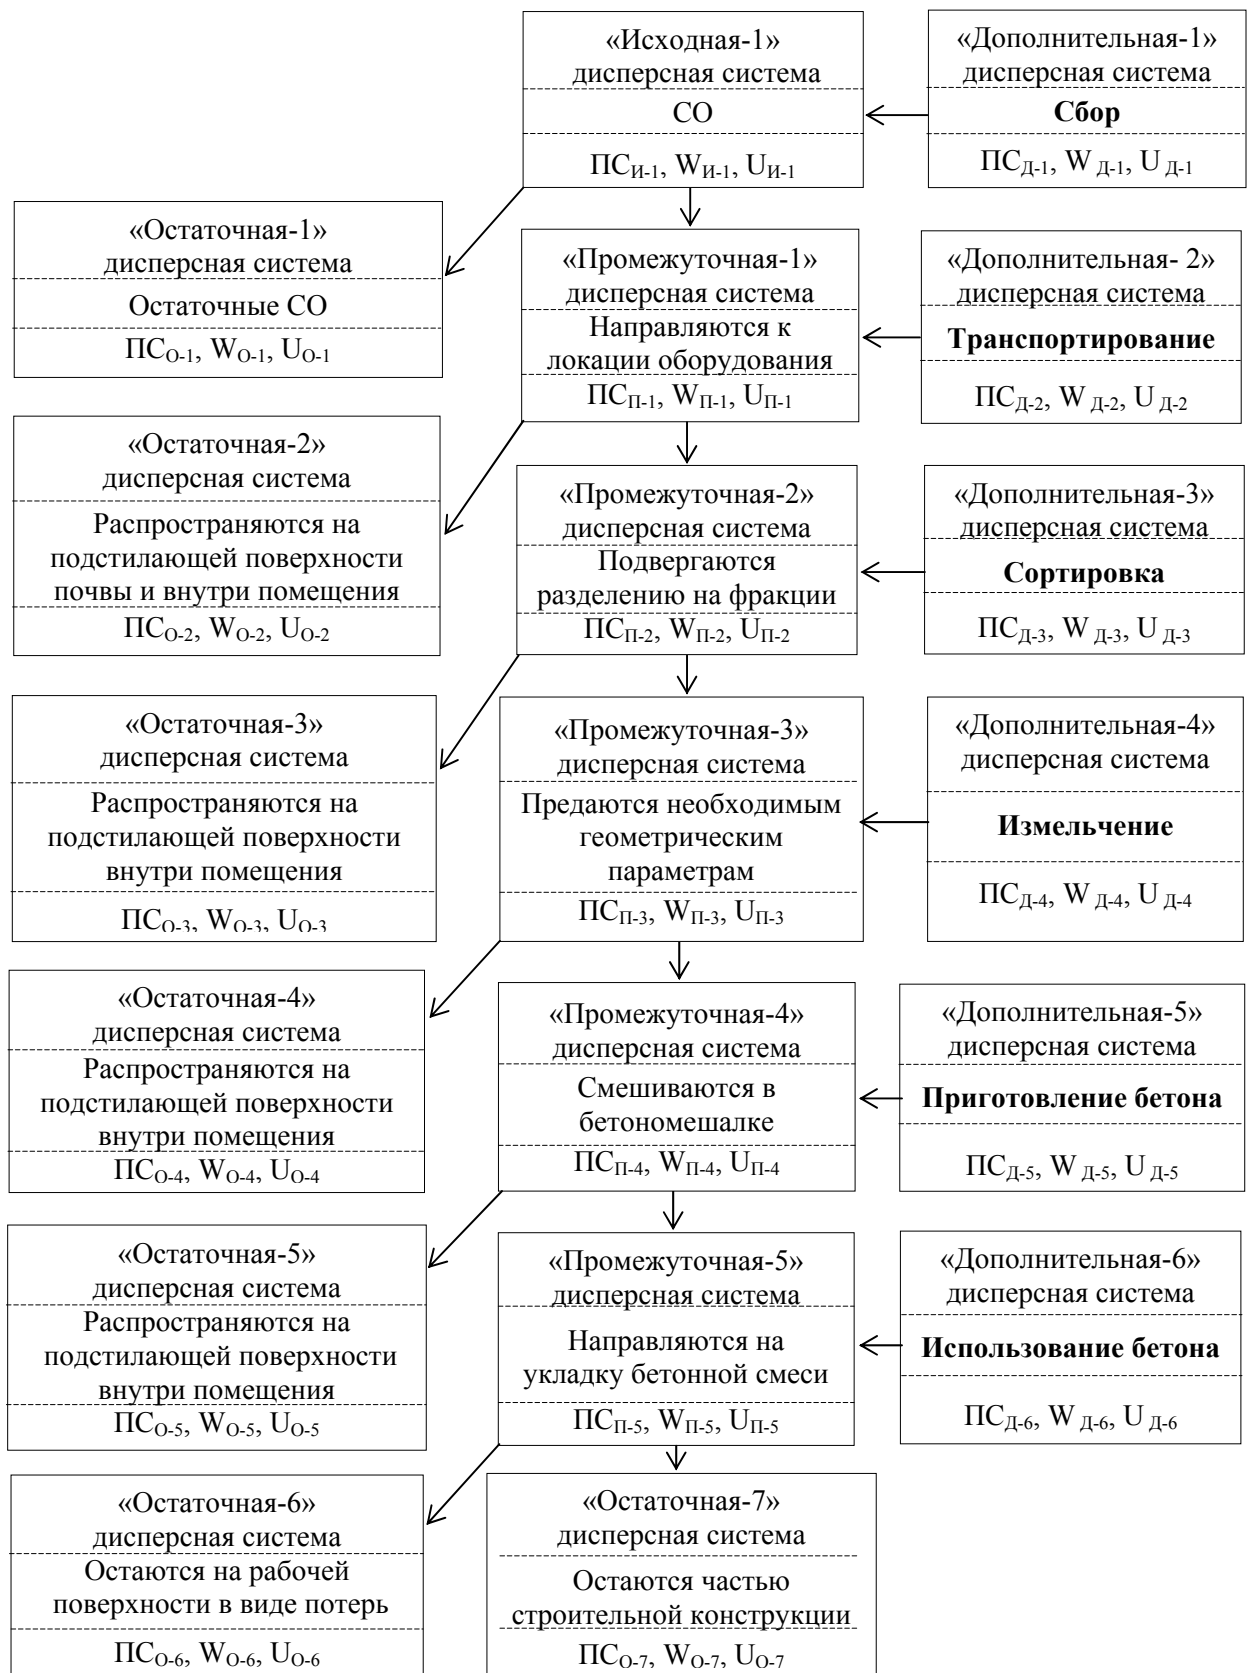 «Исходная-1»
дисперсная система
СО
ПСИ-1, WИ-1, UИ-1
«Дополнительная-1»
дисперсная система
Сбор
ПСД-1, W Д-1, U Д-1
«Остаточная-1»
дисперсная система
Остаточные СО
ПСО-1, WО-1, UО-1
«Промежуточная-1»
дисперсная система
Направляются к
локации оборудования
ПСП-1, WП-1, UП-1
«Дополнительная- 2»
дисперсная система
Транспортирование
ПСД-2, W Д-2, U Д-2
«Остаточная-2»
дисперсная система
Распространяются на
подстилающей поверхности
почвы и внутри помещения
ПСО-2, WО-2, UО-2
«Промежуточная-2»
дисперсная система
Подвергаются
разделению на фракции
ПСП-2, WП-2, UП-2
«Дополнительная-3»
дисперсная система
Сортировка
ПСД-3, W Д-3, U Д-3
«Остаточная-3»
дисперсная система
Распространяются на
подстилающей поверхности
внутри помещения
ПСО-3, WО-3, UО-3
«Промежуточная-3»
дисперсная система
Предаются необходимым
геометрическим
параметрам
ПСП-3, WП-3, UП-3
«Дополнительная-4»
дисперсная система
Измельчение
ПСД-4, W Д-4, U Д-4
«Остаточная-4»
дисперсная система
Распространяются на
подстилающей поверхности
внутри помещения
ПСО-4, WО-4, UО-4
«Промежуточная-4»
дисперсная система
Смешиваются в
бетономешалке
ПСП-4, WП-4, UП-4
«Дополнительная-5»
дисперсная система
Приготовление бетона
ПСД-5, W Д-5, U Д-5
«Остаточная-5»
дисперсная система
Распространяются на
подстилающей поверхности
внутри помещения
ПСО-5, WО-5, UО-5
«Промежуточная-5»
дисперсная система
Направляются на
укладку бетонной смеси
ПСП-5, WП-5, UП-5
«Дополнительная-6»
дисперсная система
Использование бетона
ПСД-6, W Д-6, U Д-6
«Остаточная-6»
дисперсная система
Остаются на рабочей
поверхности в виде потерь
ПСО-6, WО-6, UО-6
«Остаточная-7»
дисперсная система
Остаются частью
строительной конструкции
ПСО-7, WО-7, UО-7